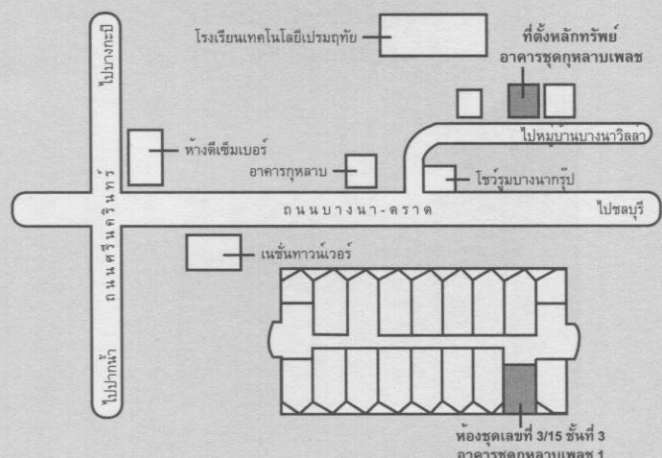 โรงเรียนเทคโนโลยีเปรมฤทัย
ที่ตั้งหลักทรัพย์
อาคารชุดกุหลาบเพลซ
ไปบางกะปิ
ไปหมู่บ้านบางนาวิลล่า
ห้างดีเซ็มเบอร์
อาคารกุหลาบ
โชว์รูมบางนากรุ๊ป
ถนนศรีนครินทร์
ถนนบางนา-ตราด
ไปชลบุรี
เนชั่นทาวน์เวอร์
ไปปากน้ำ
ห้องชุดเลขที่ 3/15 ชั้นที่ 3
อาคารชุดกุหลาบเพลซ 1